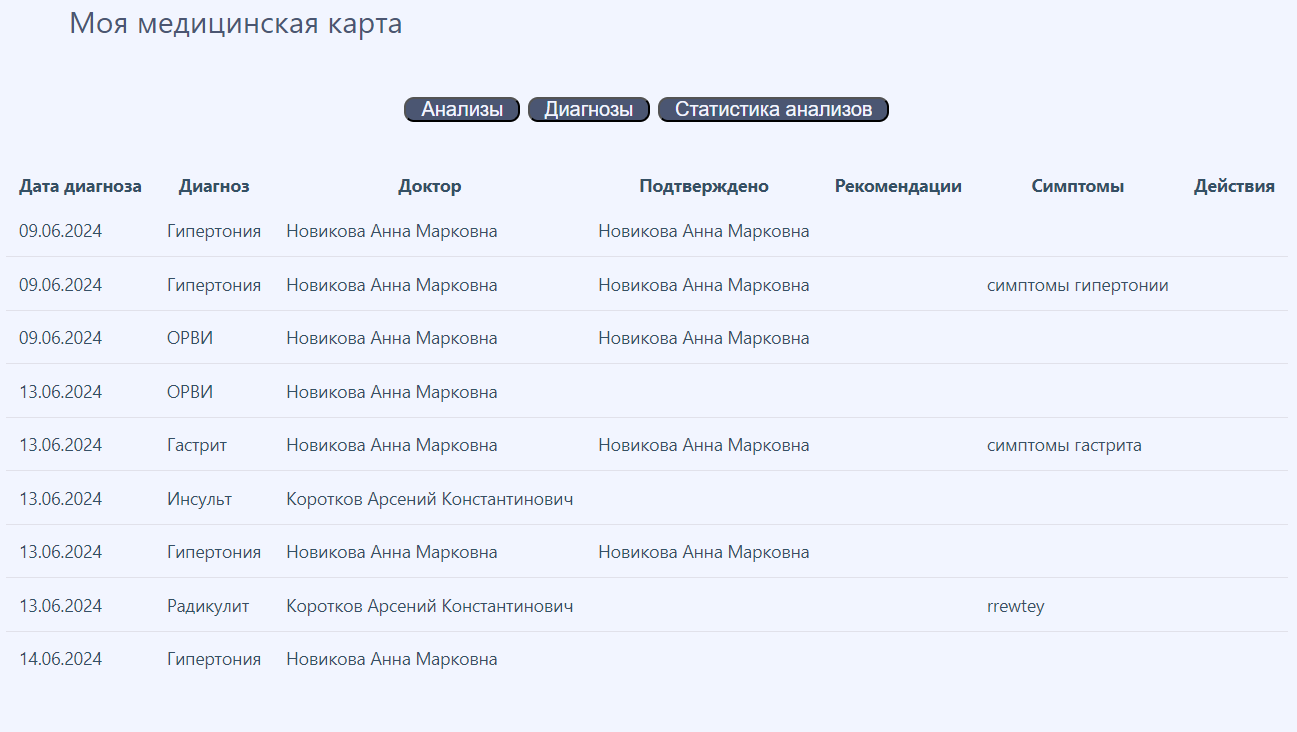 Моя медицинская карта
Анализы Диагнозы Статистика анализов
Дата диагноза Диагноз Доктор Подтверждено Рекомендации Симптомы Действия
09.06.2024 Гипертония Новикова Анна Марковна Новикова Анна Марковна
09.06.2024 Гипертония Новикова Анна Марковна Новикова Анна Марковна симптомы гипертонии
09.06.2024 ОРВИ Новикова Анна Марковна Новикова Анна Марковна
13.06.2024 ОРВИ Новикова Анна Марковна
13.06.2024 Гастрит Новикова Анна Марковна Новикова Анна Марковна симптомы гастрита
13.06.2024 Инсульт Коротков Арсений Константинович
13.06.2024 Гипертония Новикова Анна Марковна Новикова Анна Марковна
13.06.2024 Радикулит Коротков Арсений Константинович rrewtey
14.06.2024 Гипертония Новикова Анна Марковна